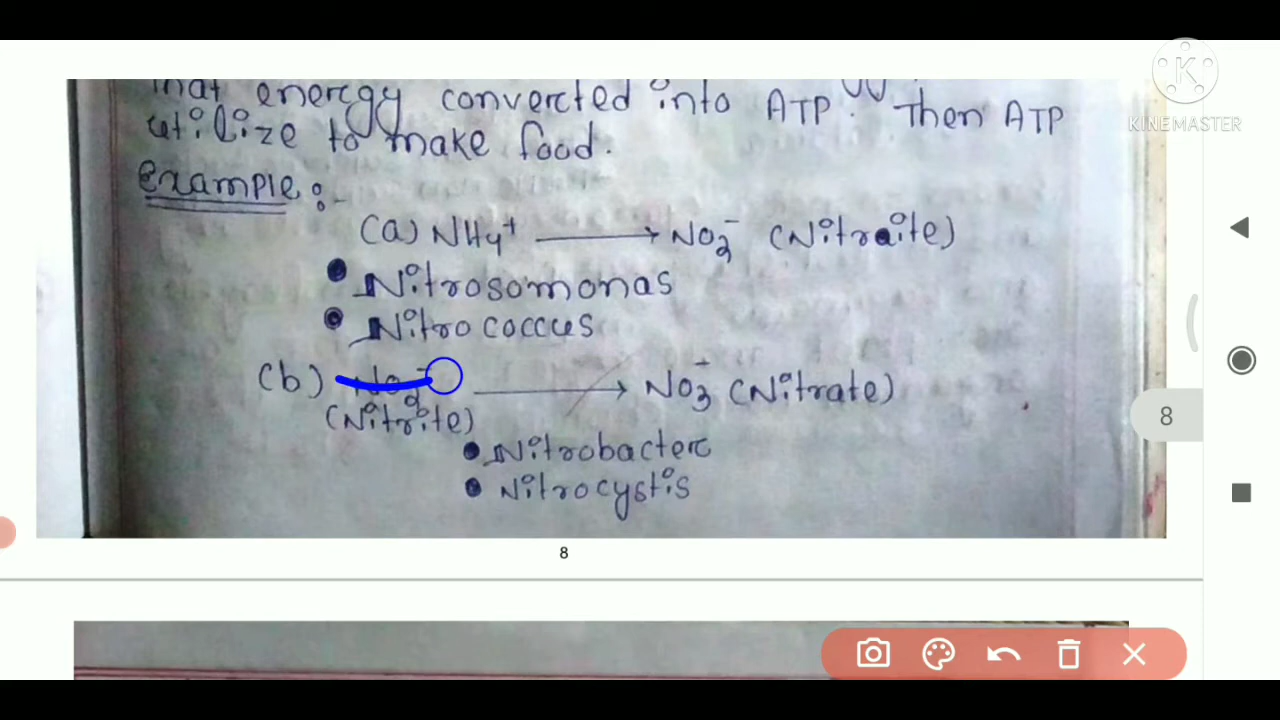 that energy converted into ATP. Then ATP
KINEMASTER
utilize to make food.
Example :-
(a) NH4+ → NO2- (Nitraite)
• Nitrosomonas
• Nitrococcus
(b) NO2- → NO3- (Nitrate)
(Nitrite)
8
• Nitrobacter
• Nitrocystis
8